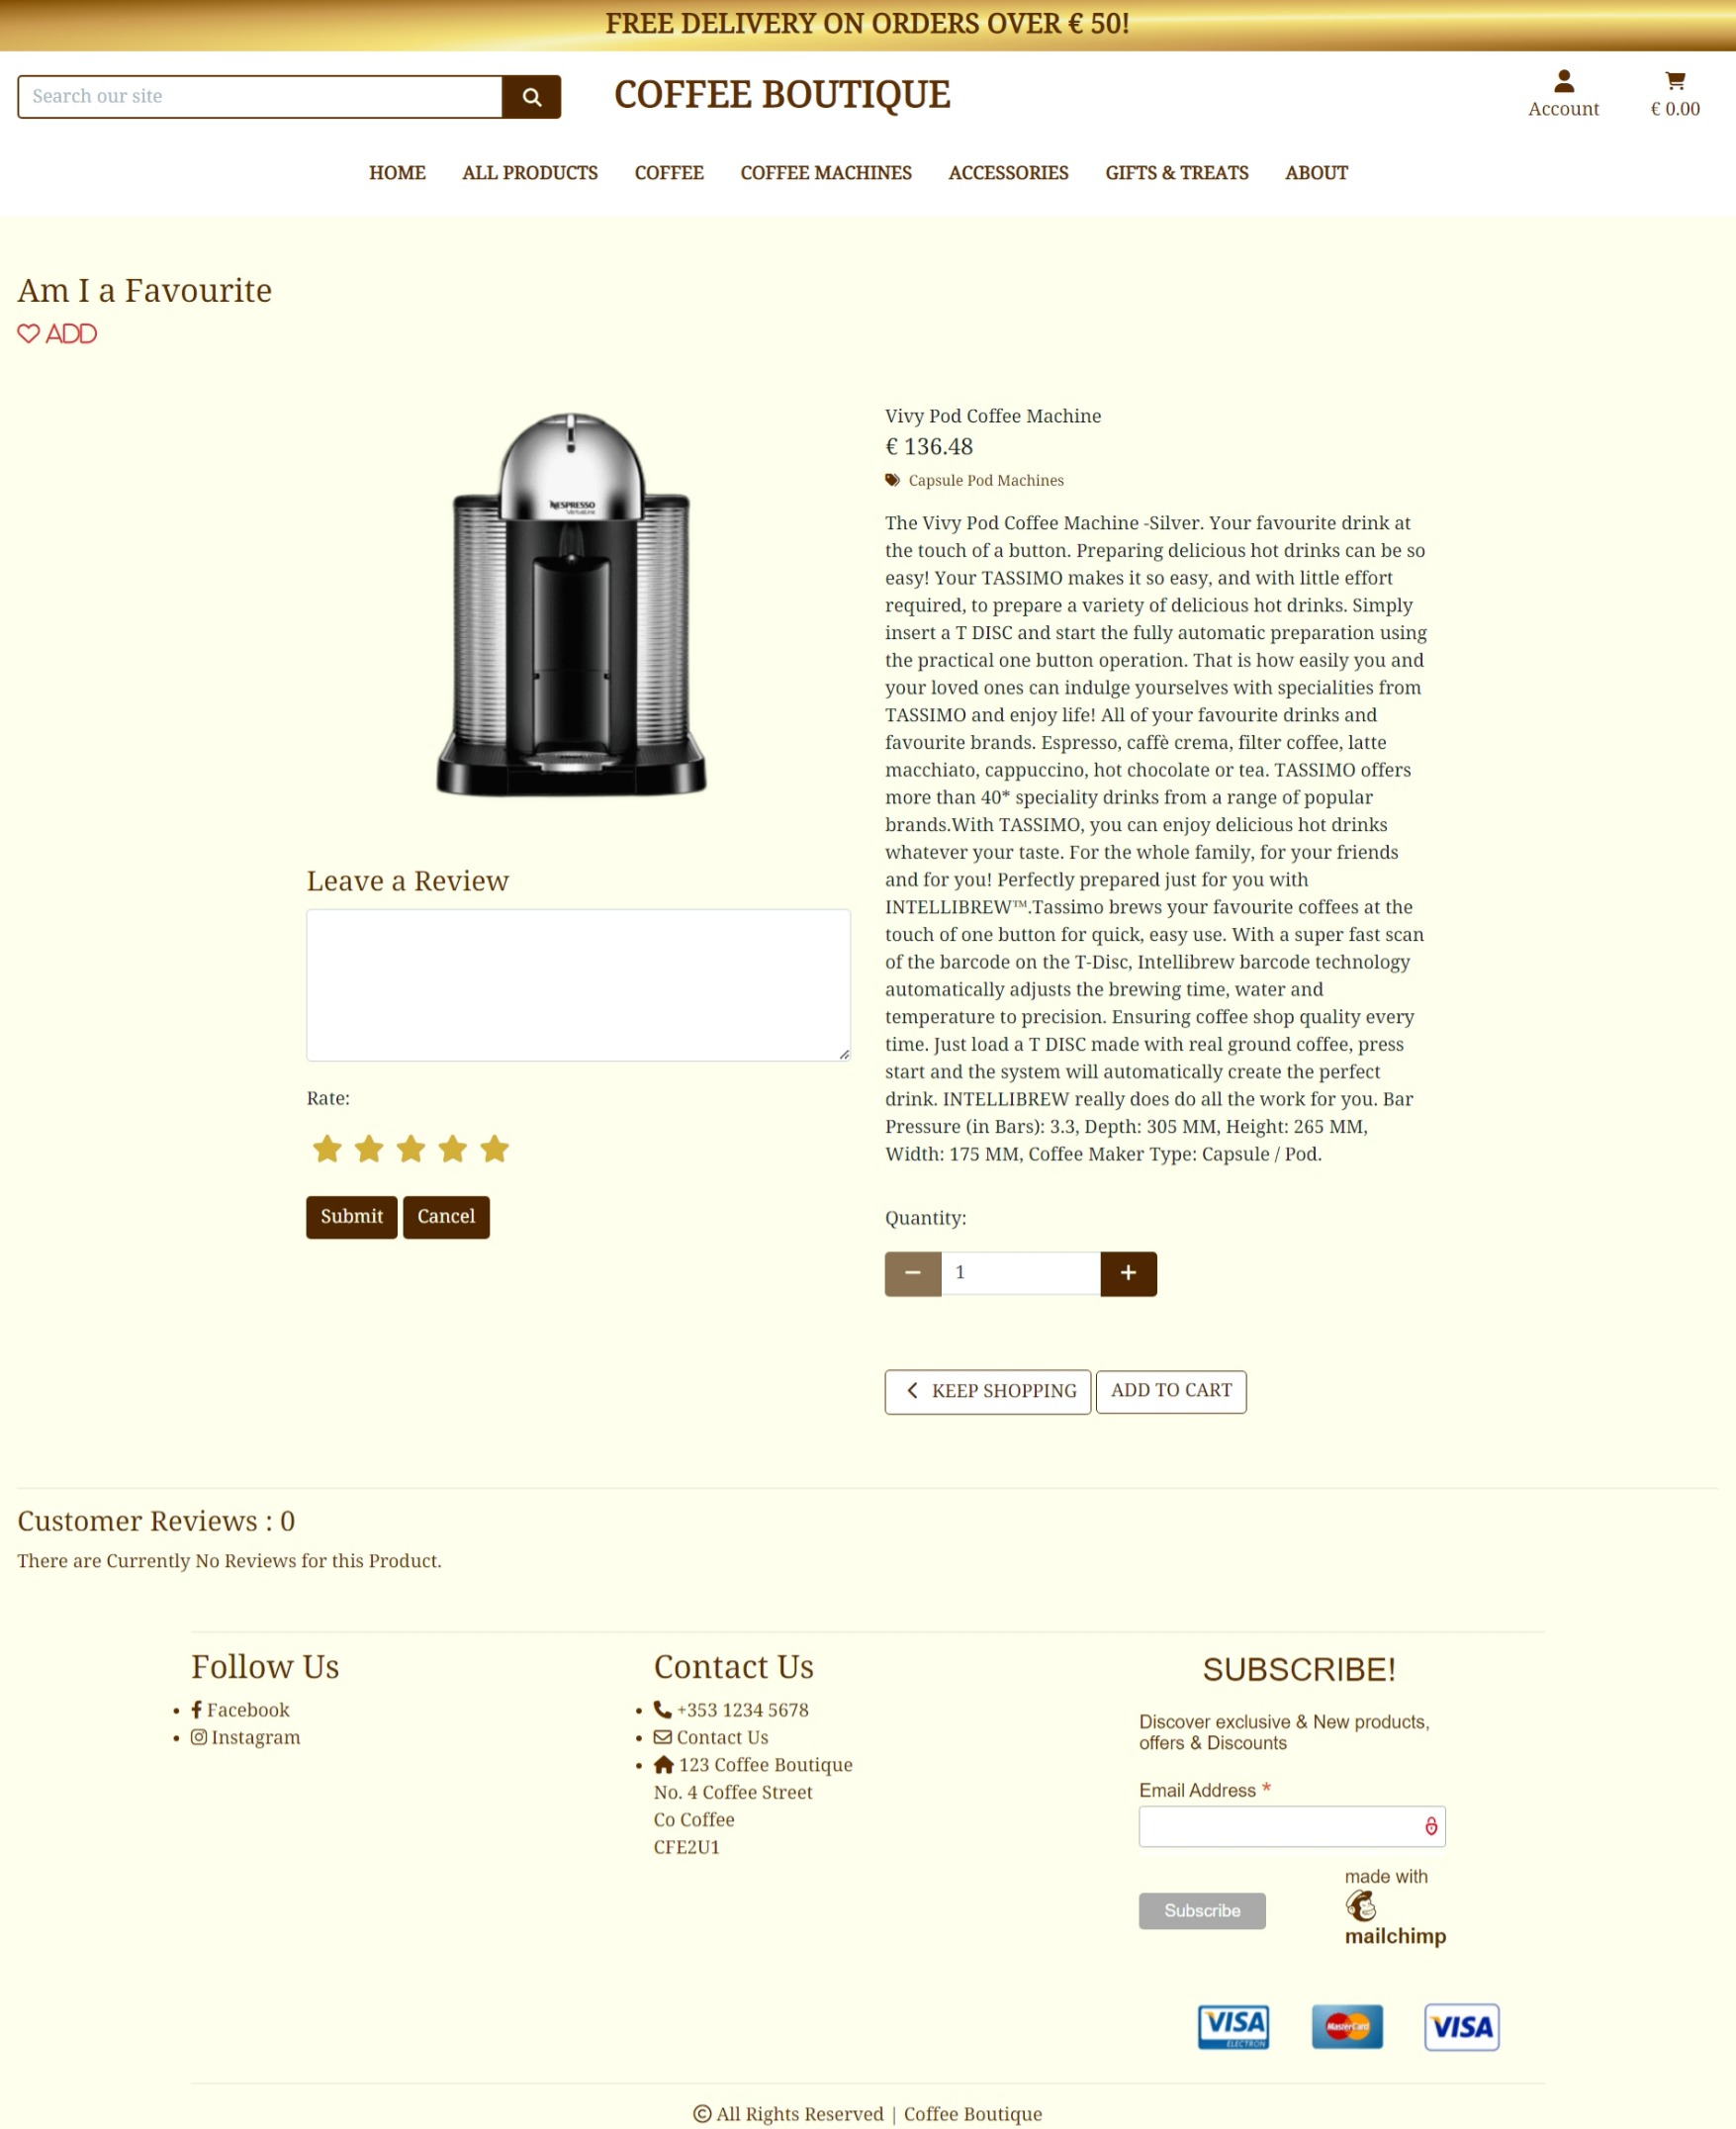 FREE DELIVERY ON ORDERS OVER € 50!
Search our site
COFFEE BOUTIQUE
Account
€ 0.00
HOME ALL PRODUCTS COFFEE COFFEE MACHINES ACCESSORIES GIFTS & TREATS ABOUT
Am I a Favourite
ADD
NESPRESSO
VertuoLine
Vivy Pod Coffee Machine
€ 136.48
Capsule Pod Machines
The Vivy Pod Coffee Machine -Silver. Your favourite drink at
the touch of a button. Preparing delicious hot drinks can be so
easy! Your TASSIMO makes it so easy, and with little effort
required, to prepare a variety of delicious hot drinks. Simply
insert a T DISC and start the fully automatic preparation using
the practical one button operation. That is how easily you and
your loved ones can indulge yourselves with specialities from
TASSIMO and enjoy life! All of your favourite drinks and
favourite brands. Espresso, caffè crema, filter coffee, latte
macchiato, cappuccino, hot chocolate or tea. TASSIMO offers
more than 40* speciality drinks from a range of popular
brands.With TASSIMO, you can enjoy delicious hot drinks
whatever your taste. For the whole family, for your friends
and for you! Perfectly prepared just for you with
INTELLIBREW™.Tassimo brews your favourite coffees at the
touch of one button for quick, easy use. With a super fast scan
of the barcode on the T-Disc, Intellibrew barcode technology
automatically adjusts the brewing time, water and
temperature to precision. Ensuring coffee shop quality every
time. Just load a T DISC made with real ground coffee, press
start and the system will automatically create the perfect
drink. INTELLIBREW really does do all the work for you. Bar
Pressure (in Bars): 3.3, Depth: 305 MM, Height: 265 MM,
Width: 175 MM, Coffee Maker Type: Capsule / Pod.
Quantity:
1
KEEP SHOPPING ADD TO CART
Leave a Review
Rate:
Submit Cancel
Customer Reviews : 0
There are Currently No Reviews for this Product.
Follow Us
Facebook
Instagram
Contact Us
+353 1234 5678
Contact Us
123 Coffee Boutique
No. 4 Coffee Street
Co Coffee
CFE2U1
SUBSCRIBE!
Discover exclusive & New products,
offers & Discounts
Email Address *
Subscribe
made with
mailchimp
VISA ELECTRON
MasterCard
VISA
© All Rights Reserved | Coffee Boutique